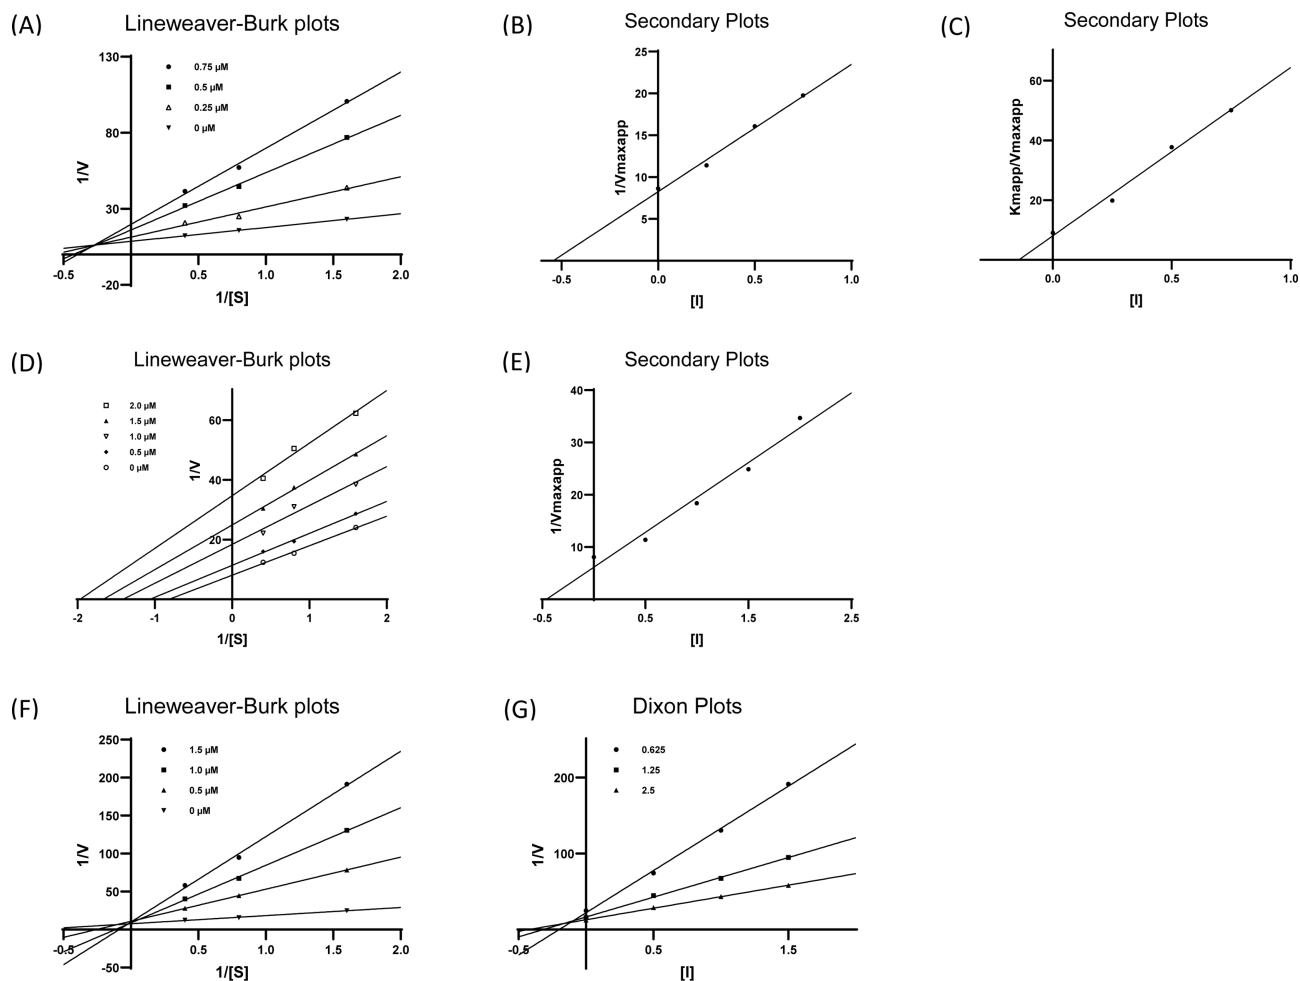 (A)
Lineweaver-Burk plots
130
80
30
-20
1/V
0.75 µM
0.5 µM
0.25 µM
0 µM
-0.5
0.5
1.0
1.5
2.0
1/[S]
(B)
Secondary Plots
25
20
15
10
5
1/Vmaxapp
-0.5
0.0
0.5
1.0
[I]
(C)
Secondary Plots
60
40
20
Kmapp/Vmaxapp
0.0
0.5
1.0
[I]
(D)
Lineweaver-Burk plots
2.0 µM
1.5 µM
1.0 µM
0.5 µM
0 µM
60
40
20
1/V
-2
-1
0
1
2
1/[S]
(E)
Secondary Plots
40
30
20
10
1/Vmaxapp
-0.5
0.5
1.5
2.5
[I]
(F)
Lineweaver-Burk plots
250
200
150
100
50
-50
1/V
1.5 µM
1.0 µM
0.5 µM
0 µM
-0.5
0.5
1.0
1.5
2.0
1/[S]
(G)
Dixon Plots
200
100
1/V
0.625
1.25
2.5
-0.5
0.5
1.5
[I]